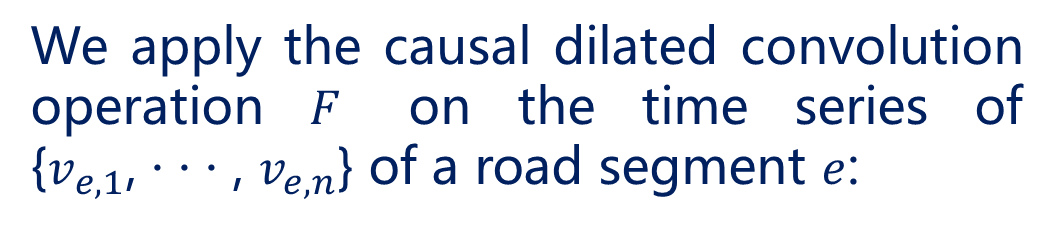 We apply the causal dilated convolution
operation F on the time series of
{v_{e,1}, · · · , v_{e,n}} of a road segment e: